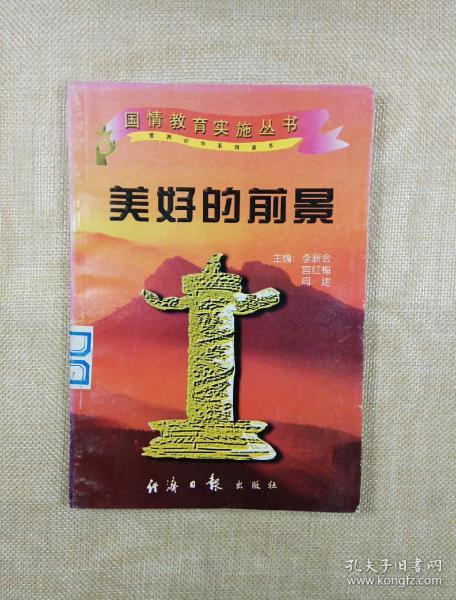 国情教育实施丛书
美好的前景
主编: 李新会
宫红梅
周 建
经济日报出版社
7
孔夫子旧书网
www.kongfz.com